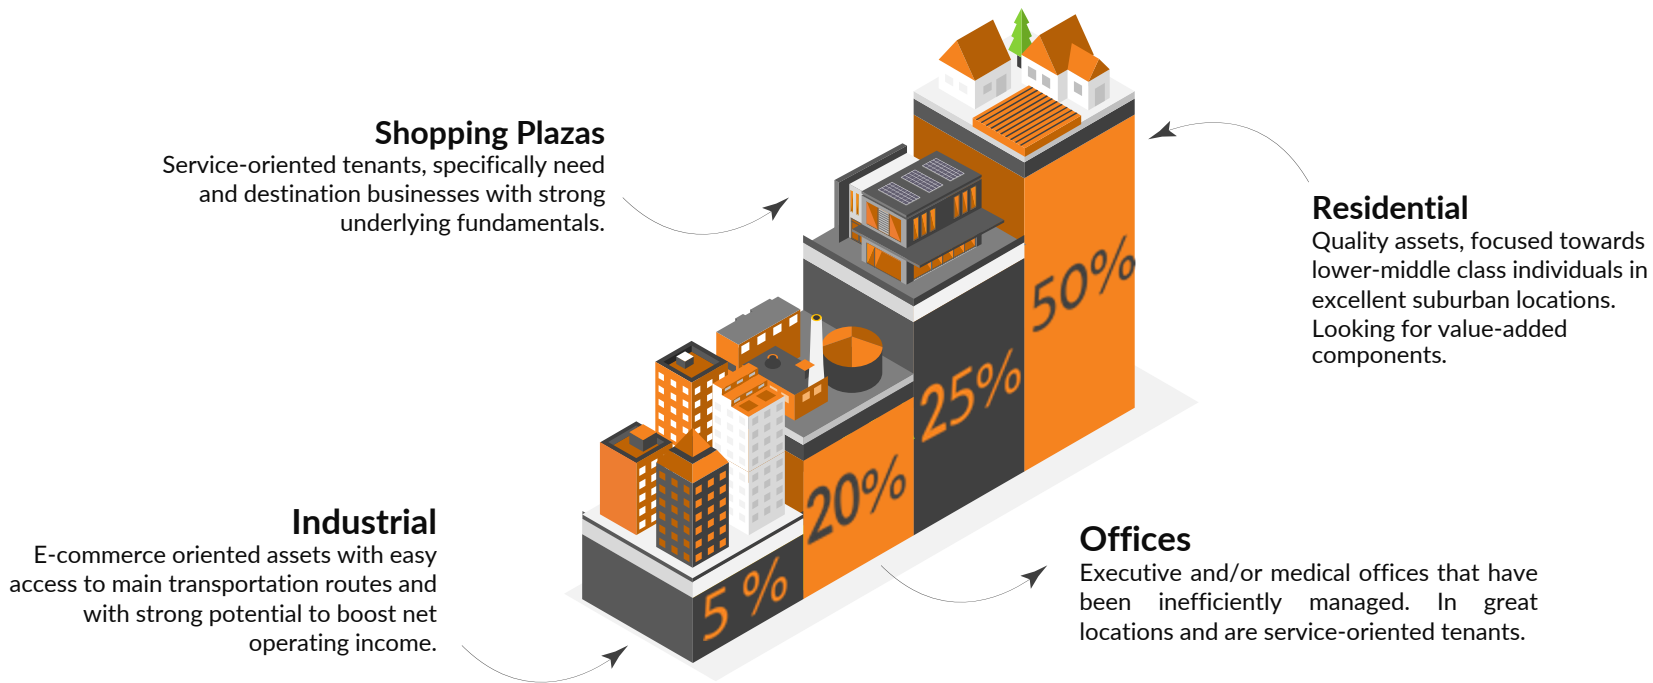 Shopping Plazas
Service-oriented tenants, specifically need
and destination businesses with strong
underlying fundamentals.
Residential
Quality assets, focused towards
lower-middle class individuals in
excellent suburban locations.
Looking for value-added
components.
50%
25%
20%
5 %
Industrial
E-commerce oriented assets with easy
access to main transportation routes and
with strong potential to boost net
operating income.
Offices
Executive and/or medical offices that have
been inefficiently managed. In great
locations and are service-oriented tenants.